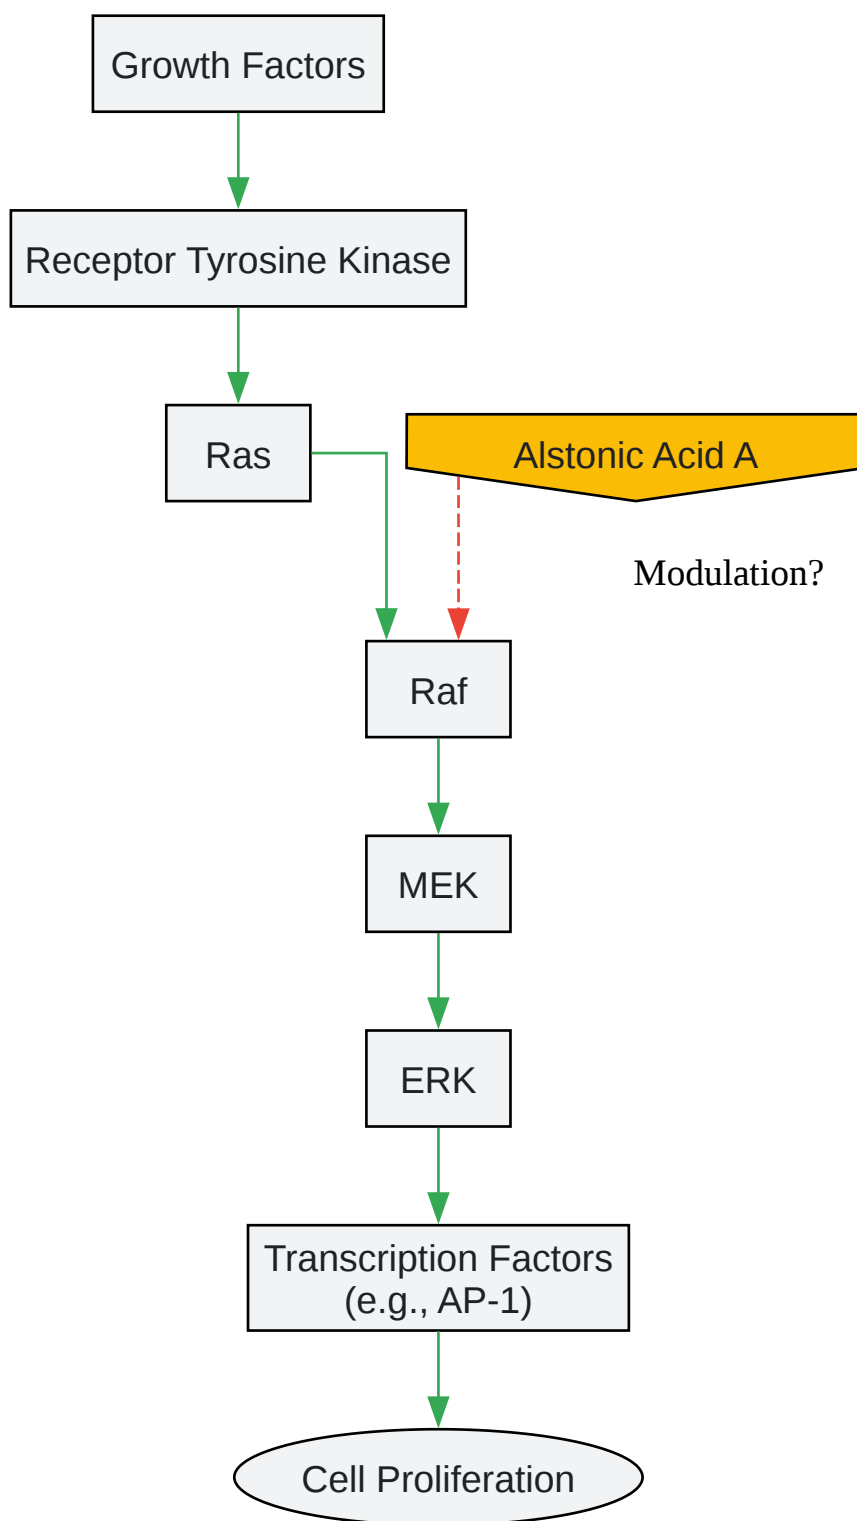 Growth Factors
Receptor Tyrosine Kinase
Ras
Alstonic Acid A
Modulation?
Raf
MEK
ERK
Transcription Factors
(e.g., AP-1)
Cell Proliferation